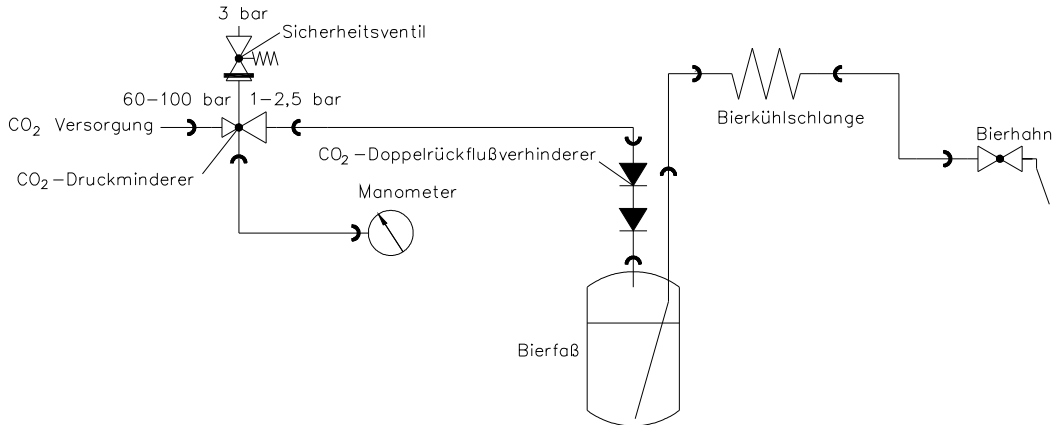 3 bar
Sicherheitsventil
60-100 bar
1-2,5 bar
CO₂ Versorgung
CO₂-Druckminderer
Manometer
CO₂-Doppelrückflußverhinderer
Bierkühlschlange
Bierhahn
Bierfaß